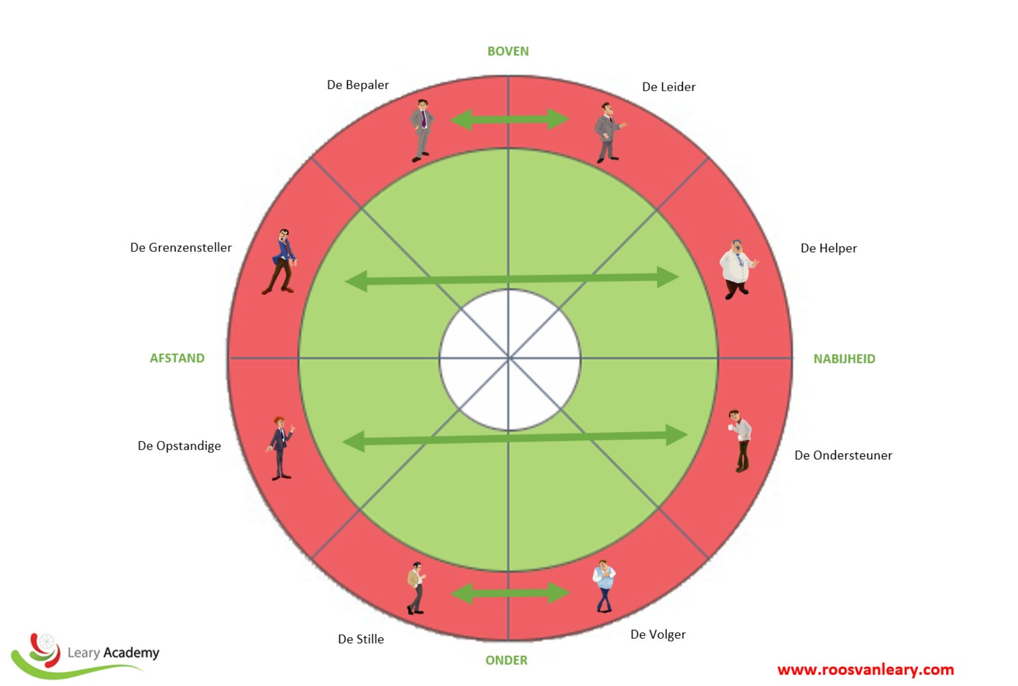 BOVEN
De Bepaler
De Leider
De Grenzensteller
De Helper
AFSTAND
NABIJHEID
De Opstandige
De Ondersteuner
De Stille
De Volger
ONDER
Leary Academy
www.roosvanleary.com